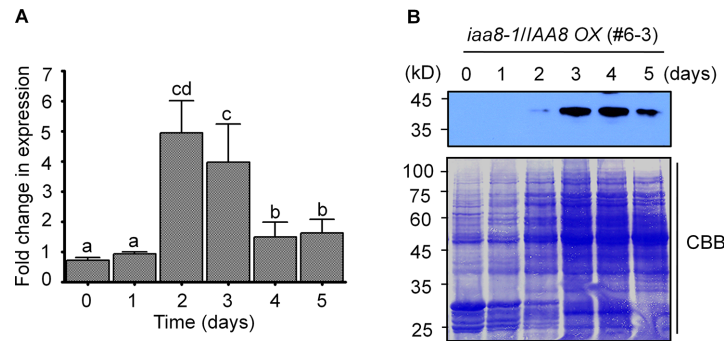 A
Fold change in expression
7
6
5
4
3
2
1
0
a
a
cd
c
b
b
0 1 2 3 4 5
Time (days)
B
iaa8-1/IAA8 OX (#6-3)
(kD) 0 1 2 3 4 5 (days)
45
35
100
75
60
45
35
25
CBB